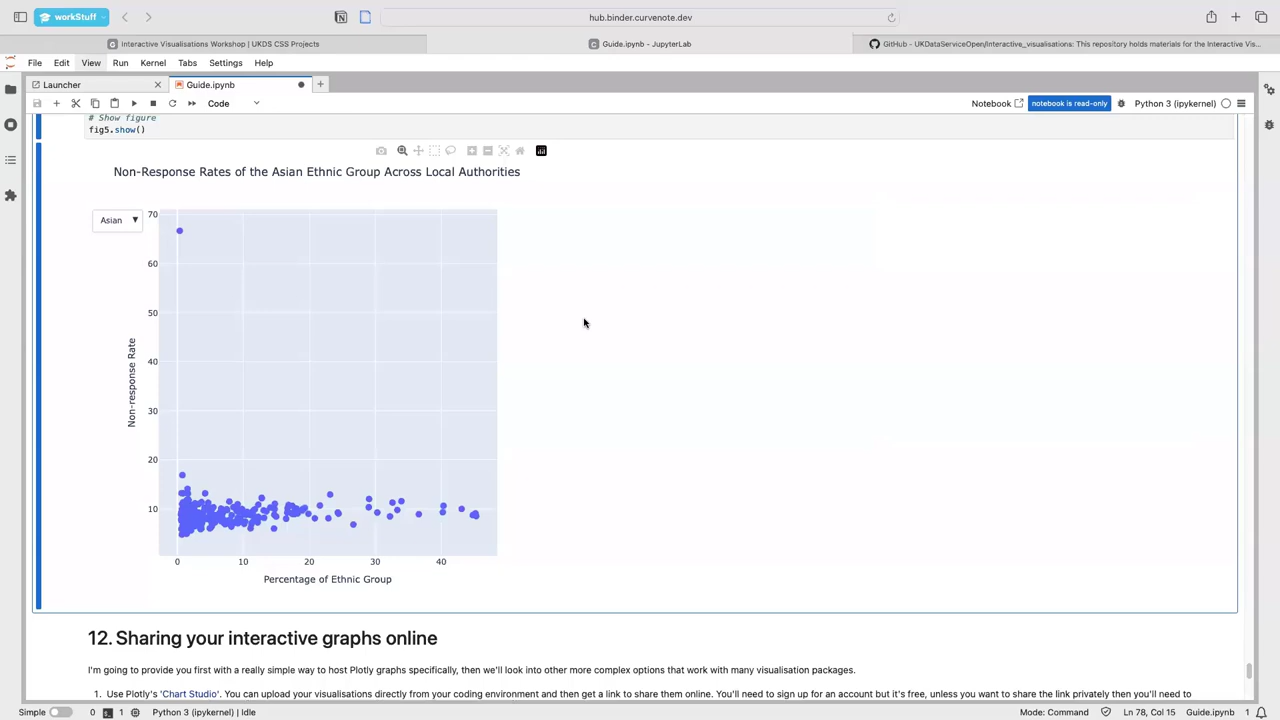 workStuff
hub.binder.curvenote.dev
Interactive Visualisations Workshop | UKDS CSS Projects
Guide.ipynb - JupyterLab
GitHub - UKDataServiceOpen/Interactive_visualisations: This repository holds materials for the Interactive Vis...
File Edit View Run Kernel Tabs Settings Help
Launcher
Guide.ipynb
Code
Notebook
notebook is read-only
Python 3 (ipykernel)
# Show figure
fig5.show()
Non-Response Rates of the Asian Ethnic Group Across Local Authorities
Asian ▼
70
60
50
40
30
20
10
Non-response Rate
0 10 20 30 40
Percentage of Ethnic Group
12. Sharing your interactive graphs online
I'm going to provide you first with a really simple way to host Plotly graphs specifically, then we'll look into other more complex options that work with many visualisation packages.
1. Use Plotly's 'Chart Studio'. You can upload your visualisations directly from your coding environment and then get a link to share them online. You'll need to sign up for an account but it's free, unless you want to share the link privately then you'll need to
Simple 0 1 Python 3 (ipykernel) | Idle
Mode: Command Ln 78, Col 15 Guide.ipynb 1